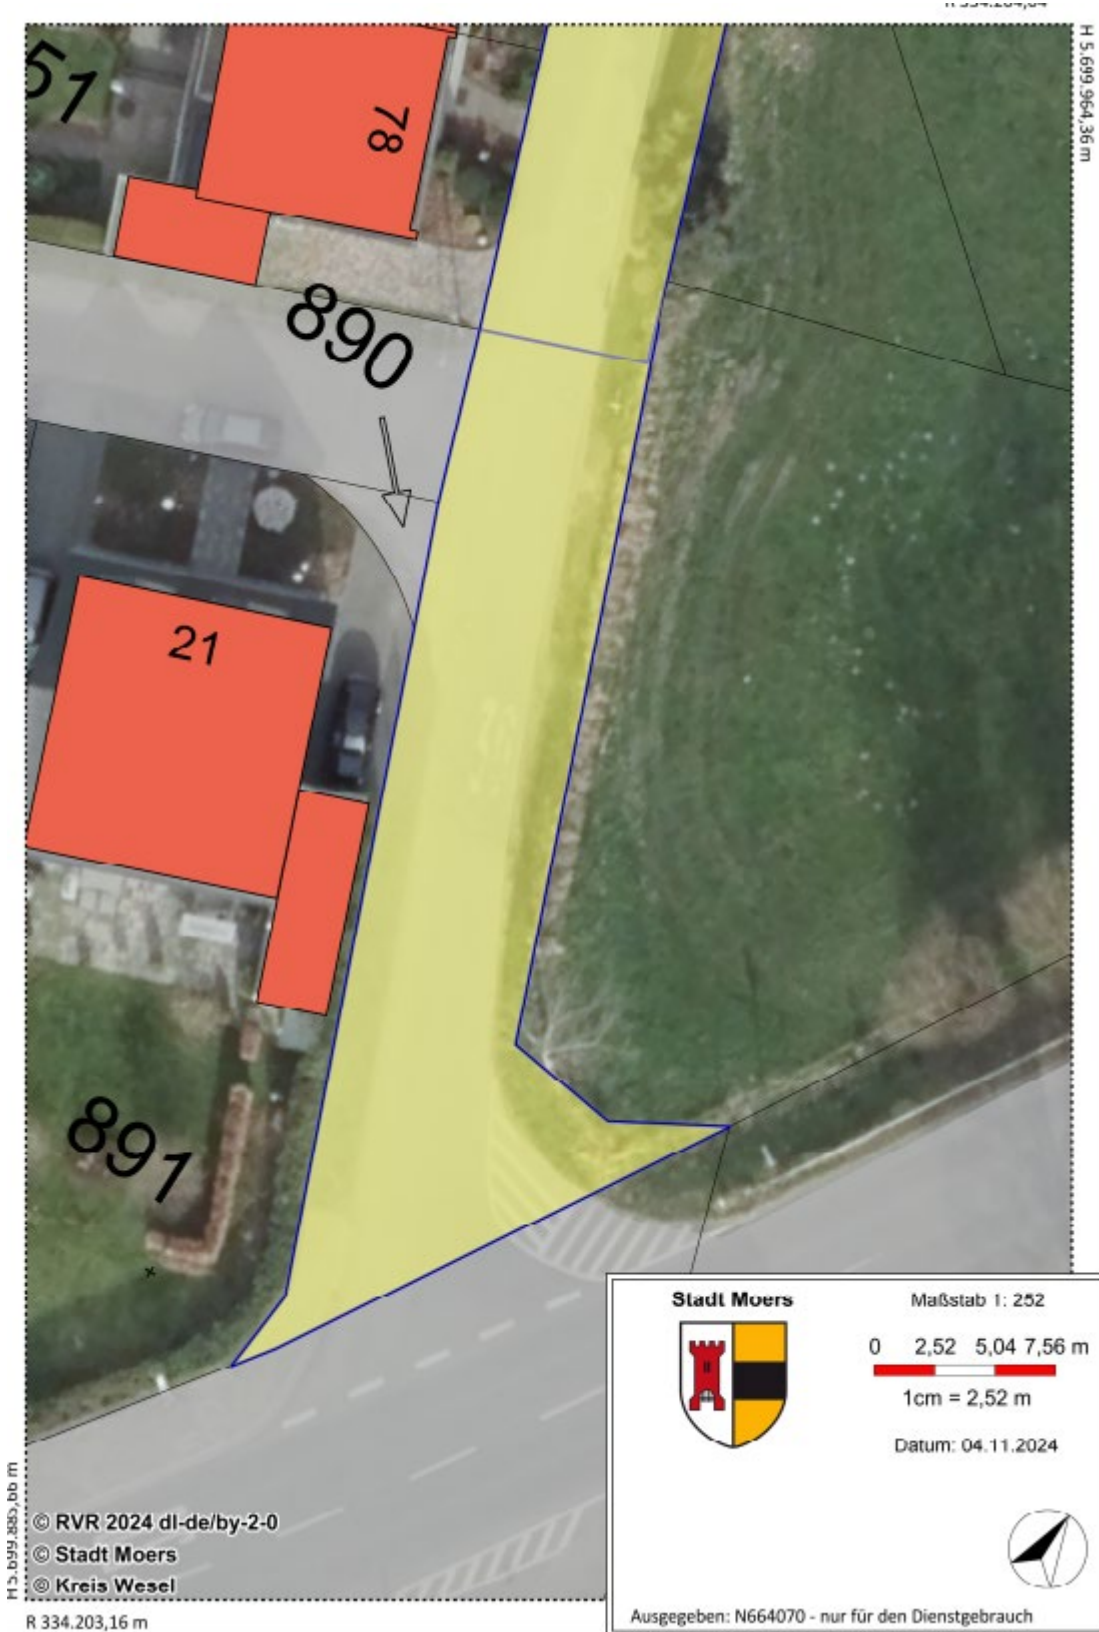 H 5.699.964,36 m
51
78
890
21
891
Stadt Moers
Maßstab 1: 252
0 2,52 5,04 7,56 m
1cm = 2,52 m
Datum: 04.11.2024
© RVR 2024 dl-de/by-2-0
© Stadt Moers
© Kreis Wesel
R 334.203,16 m
Ausgegeben: N664070 - nur für den Dienstgebrauch